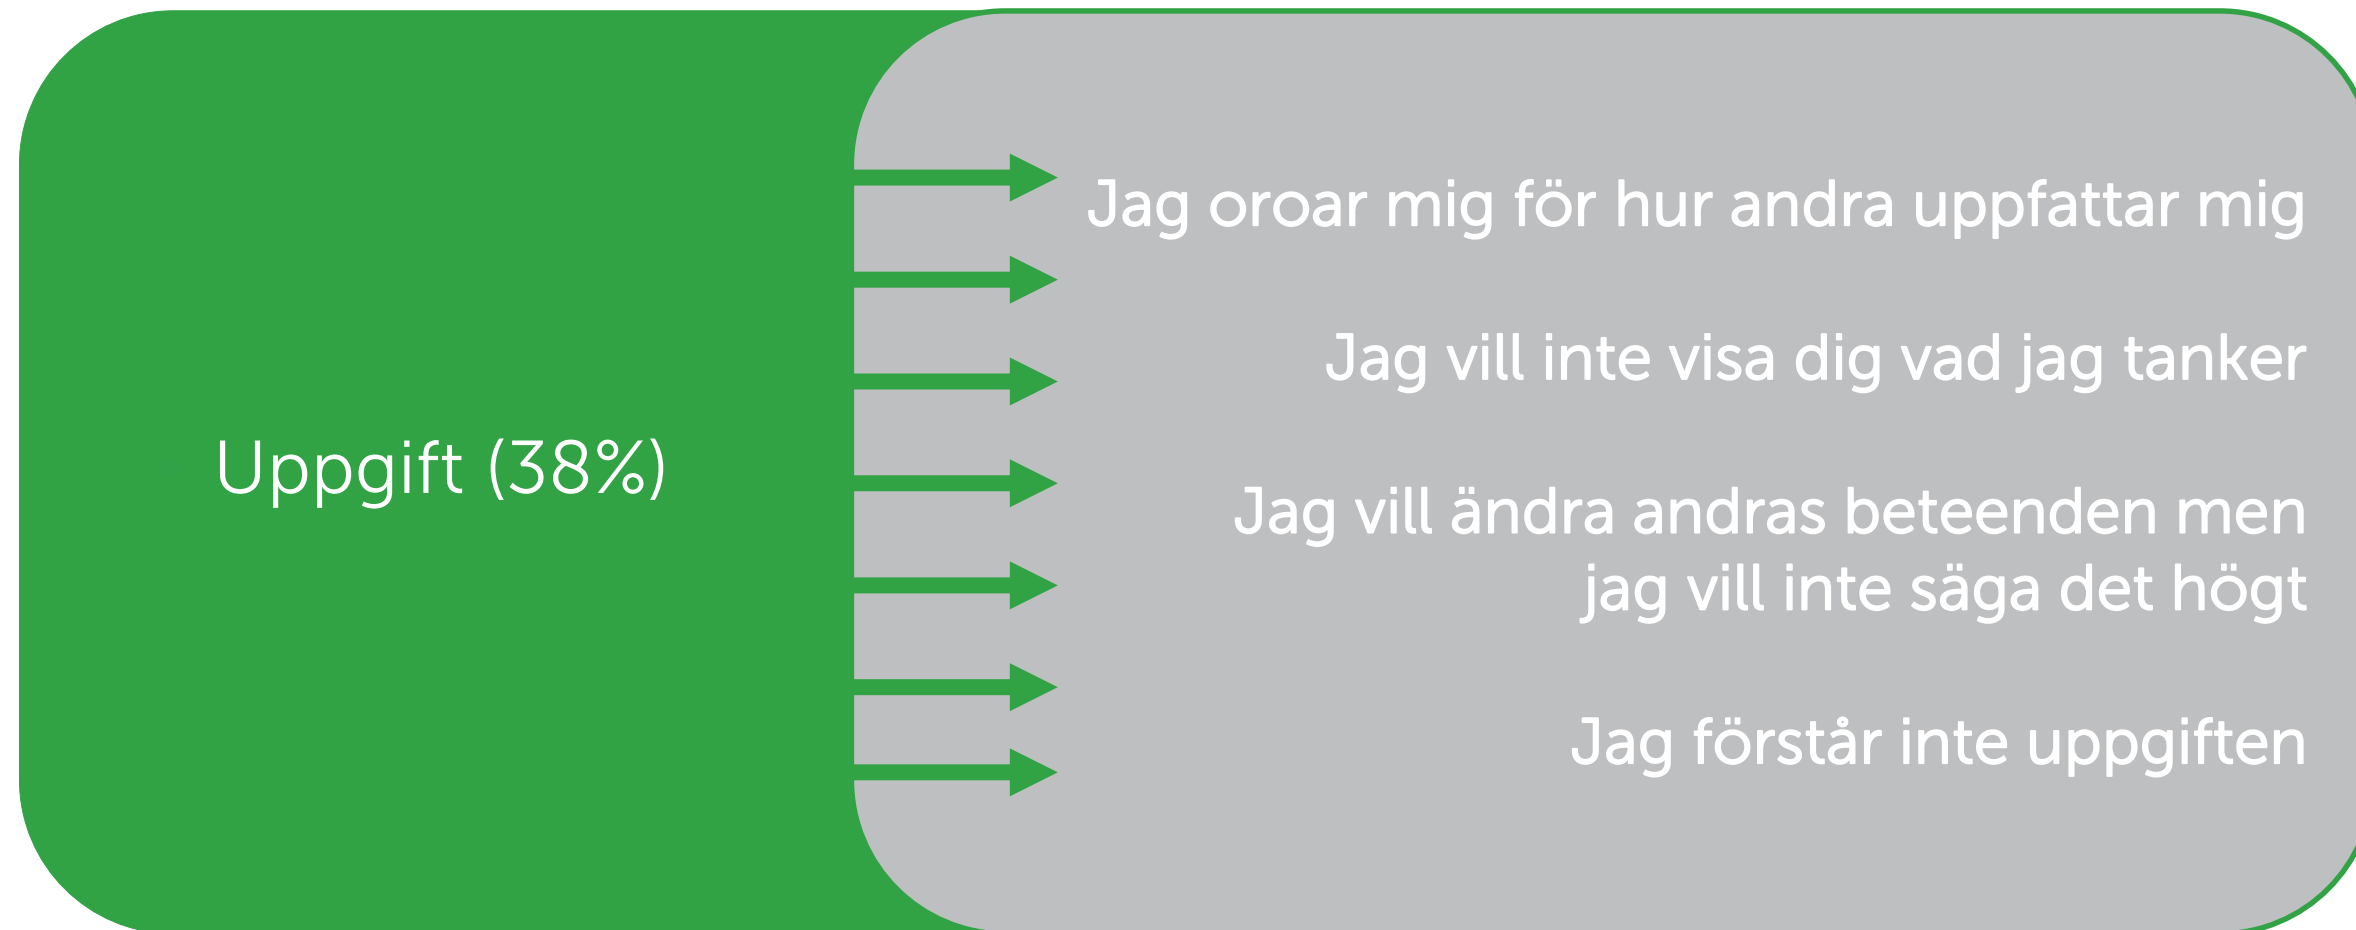 Uppgift (38%)
Jag oroar mig för hur andra uppfattar mig
Jag vill inte visa dig vad jag tanker
Jag vill ändra andras beteenden men
jag vill inte säga det högt
Jag förstår inte uppgiften